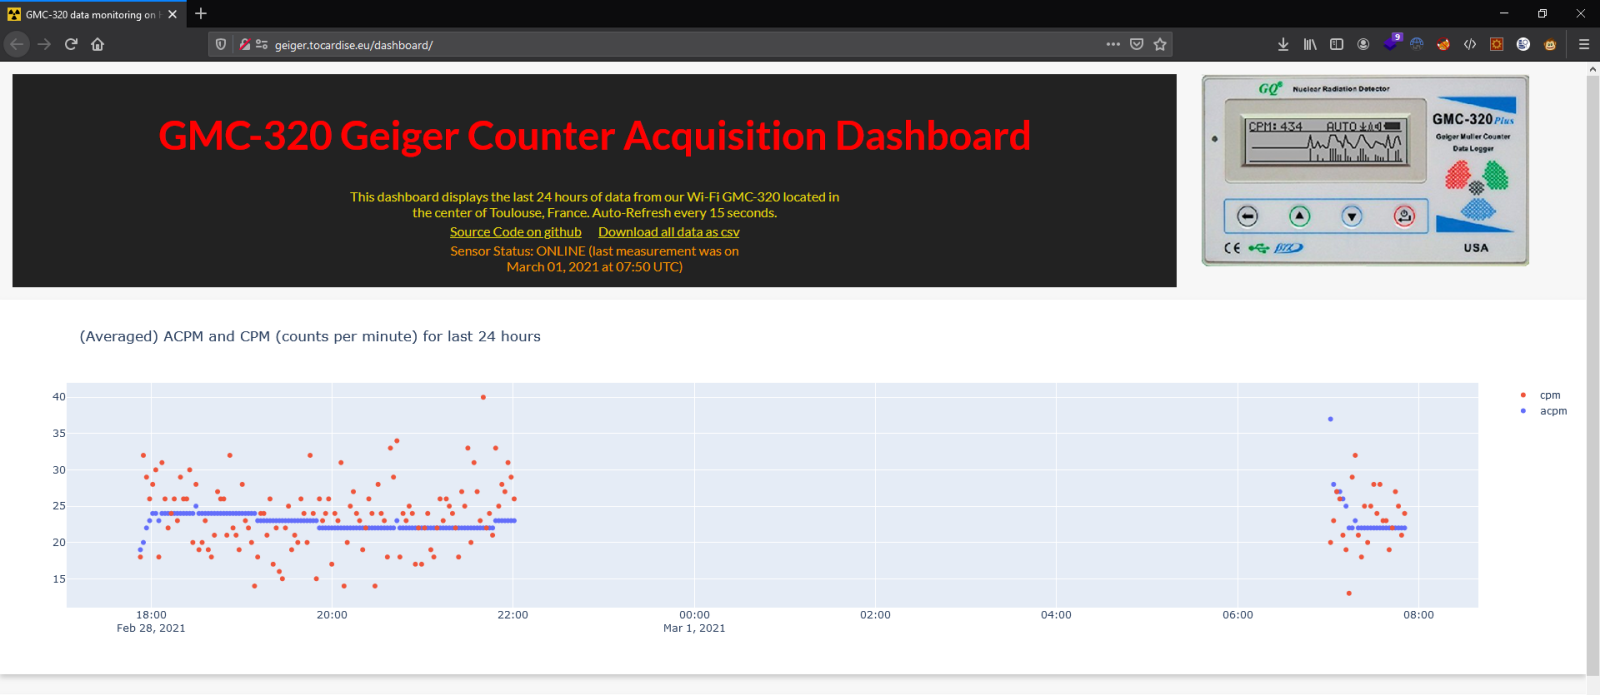 GMC-320 data monitoring on
geiger.tocardise.eu/dashboard/
9
GMC-320 Geiger Counter Acquisition Dashboard
This dashboard displays the last 24 hours of data from our Wi-Fi GMC-320 located in
the center of Toulouse, France. Auto-Refresh every 15 seconds.
Source Code on github Download all data as csv
Sensor Status: ONLINE (last measurement was on
March 01, 2021 at 07:50 UTC)
GQ® Nuclear Radiation Detector
CPM: 434 AUTO
GMC-320 Plus
Geiger Muller Counter
Data Logger
CE
USA
(Averaged) ACPM and CPM (counts per minute) for last 24 hours
40
35
30
25
20
15
cpm
acpm
18:00 20:00 22:00 00:00 02:00 04:00 06:00 08:00
Feb 28, 2021 Mar 1, 2021